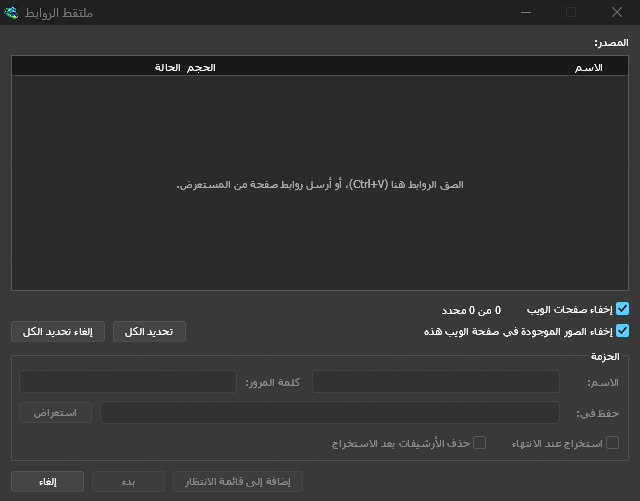 ملتقط الروابط
المصدر:
الاسم الحجم الحالة
الصق الروابط هنا (Ctrl+V)، أو أرسل روابط صفحة من المستعرض.
إخفاء صفحات الويب 0 من 0 محدد
إخفاء الصور الموجودة في صفحة الويب هذه تحديد الكل إلغاء تحديد الكل
الحزمة
الاسم: كلمة المرور:
حفظ في: استعراض
استخراج عند الانتهاء حذف الأرشيفات بعد الاستخراج
إضافة إلى قائمة الانتظار بدء إلغاء